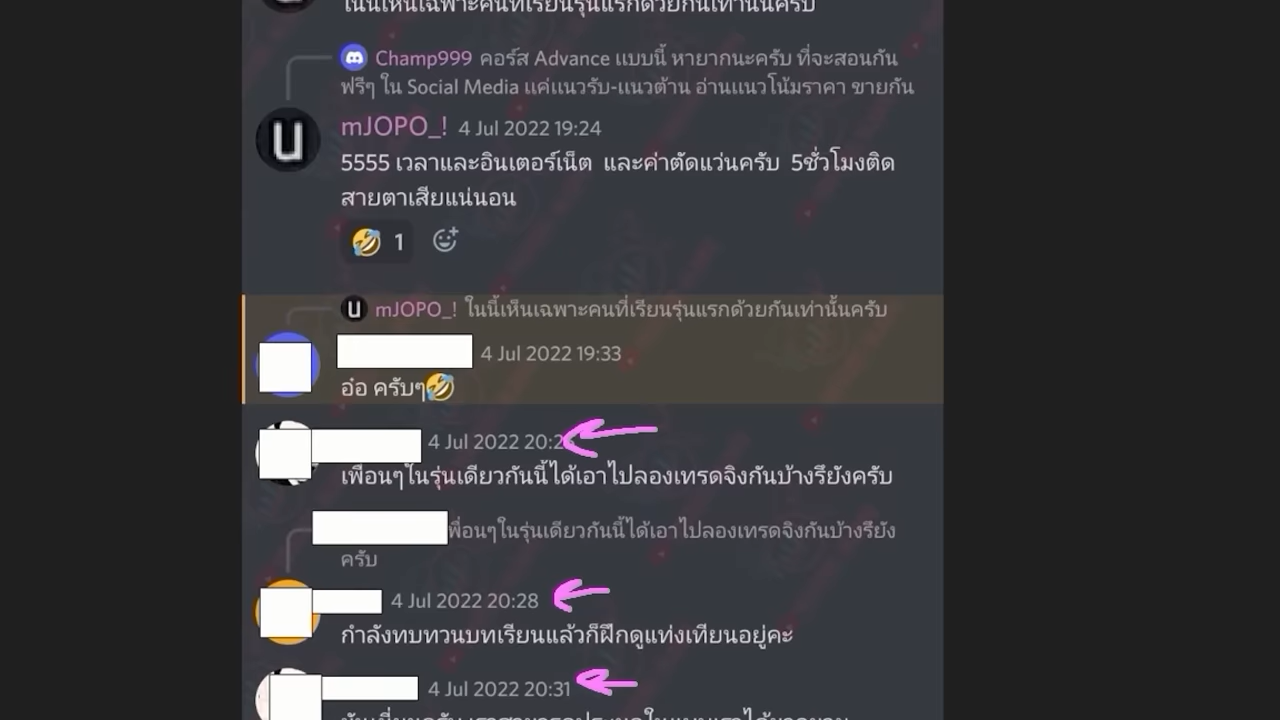 ในนี้เห็นเฉพาะคนที่เรียนรุ่นแรกด้วยกันเท่านั้นครับ
Champ999 คอร์ส Advance แบบนี้ หายากนะครับ ที่จะสอนกัน
ฟรีๆ ใน Social Media แค่แนวรับ-แนวต้าน อ่านแนวโน้มราคา ขายกัน
mJOPO_! 4 Jul 2022 19:24
5555 เวลาและอินเตอร์เน็ต และค่าตัดแว่นครับ 5ชั่วโมงติด
สายตาเสียแน่นอน
🤣 1
mJOPO_! ในนี้เห็นเฉพาะคนที่เรียนรุ่นแรกด้วยกันเท่านั้นครับ
4 Jul 2022 19:33
อ๋อ ครับๆ🤣
4 Jul 2022
เพื่อนๆในรุ่นเดียวกันนี้ได้เอาไปลองเทรดจิงกันบ้างรึยังครับ
พื่อนๆในรุ่นเดียวกันนี้ได้เอาไปลองเทรดจิงกันบ้างรึยัง
ครับ
4 Jul 2022 20:28
กำลังทบทวนบทเรียนแล้วก็ฝึกดูแท่งเทียนอยู่คะ
4 Jul 2022 20:31